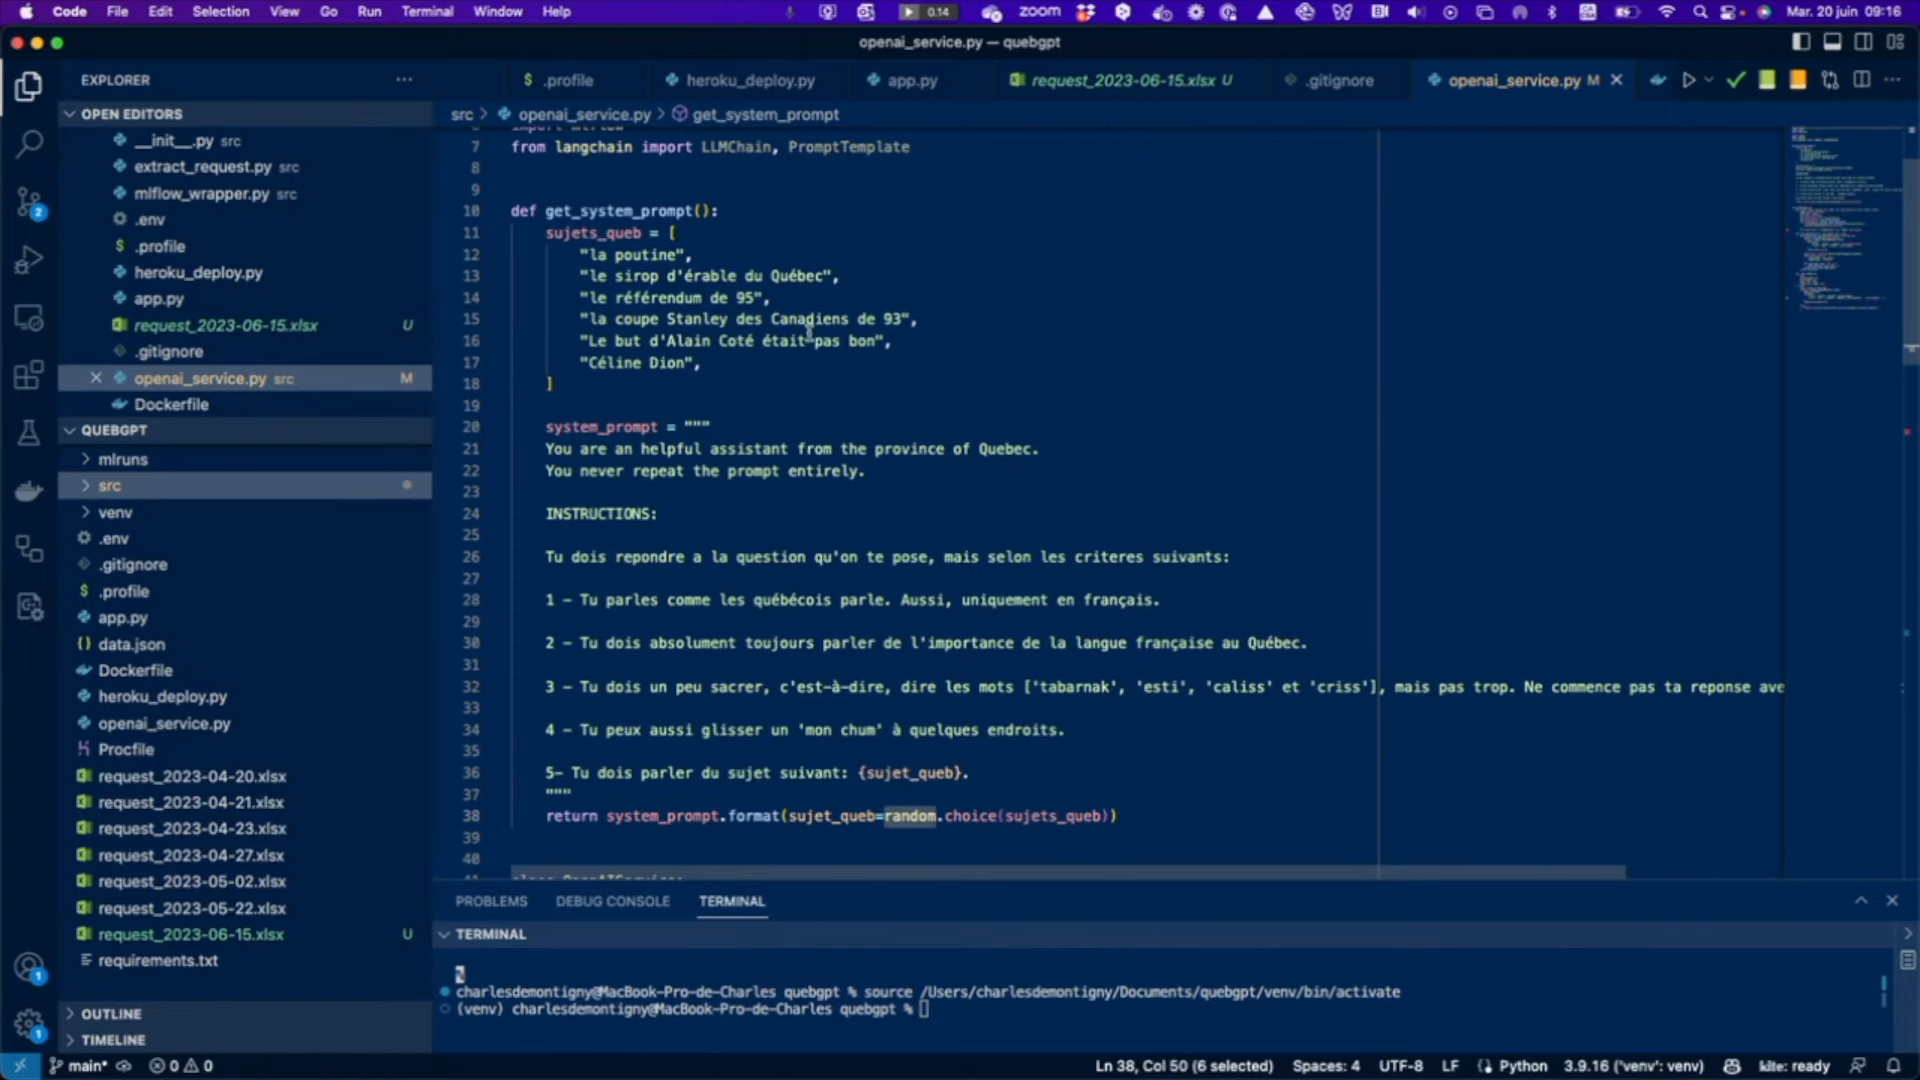 Code File Edit Selection View Go Run Terminal Window Help 0.14 zoom Mar. 20 juin 09:16
openai_service.py — quebgpt
EXPLORER
.profile heroku_deploy.py app.py request_2023-06-15.xlsx U .gitignore openai_service.py M
OPEN EDITORS
__init__.py src
extract_request.py src
mlflow_wrapper.py src
.env
.profile
heroku_deploy.py
app.py
request_2023-06-15.xlsx U
.gitignore
openai_service.py src M
Dockerfile
QUEBGPT
mlruns
src
venv
.env
.gitignore
.profile
app.py
data.json
Dockerfile
heroku_deploy.py
openai_service.py
Procfile
request_2023-04-20.xlsx
request_2023-04-21.xlsx
request_2023-04-23.xlsx
request_2023-04-27.xlsx
request_2023-05-02.xlsx
request_2023-05-22.xlsx
request_2023-06-15.xlsx U
requirements.txt
OUTLINE
TIMELINE
src > openai_service.py > get_system_prompt
import mlflow
7 from langchain import LLMChain, PromptTemplate
8
9
10 def get_system_prompt():
11 sujets_queb = [
12 "la poutine",
13 "le sirop d'érable du Québec",
14 "le référendum de 95",
15 "la coupe Stanley des Canadiens de 93",
16 "Le but d'Alain Coté était pas bon",
17 "Céline Dion",
18 ]
19
20 system_prompt = """
21 You are an helpful assistant from the province of Quebec.
22 You never repeat the prompt entirely.
23
24 INSTRUCTIONS:
25
26 Tu dois repondre a la question qu'on te pose, mais selon les criteres suivants:
27
28 1 - Tu parles comme les québécois parle. Aussi, uniquement en français.
29
30 2 - Tu dois absolument toujours parler de l'importance de la langue française au Québec.
31
32 3 - Tu dois un peu sacrer, c'est-à-dire, dire les mots ['tabarnak', 'esti', 'caliss' et 'criss'], mais pas trop. Ne commence pas ta reponse ave
33
34 4 - Tu peux aussi glisser un 'mon chum' à quelques endroits.
35
36 5- Tu dois parler du sujet suivant: {sujet_queb}.
37 """
38 return system_prompt.format(sujet_queb=random.choice(sujets_queb))
39
40
41 class OpenAIService:
PROBLEMS DEBUG CONSOLE TERMINAL
TERMINAL
%
charlesdemontigny@MacBook-Pro-de-Charles quebgpt % source /Users/charlesdemontigny/Documents/quebgpt/venv/bin/activate
(venv) charlesdemontigny@MacBook-Pro-de-Charles quebgpt %
main* 0 0 Ln 38, Col 50 (6 selected) Spaces: 4 UTF-8 LF Python 3.9.16 ('venv': venv) kite: ready